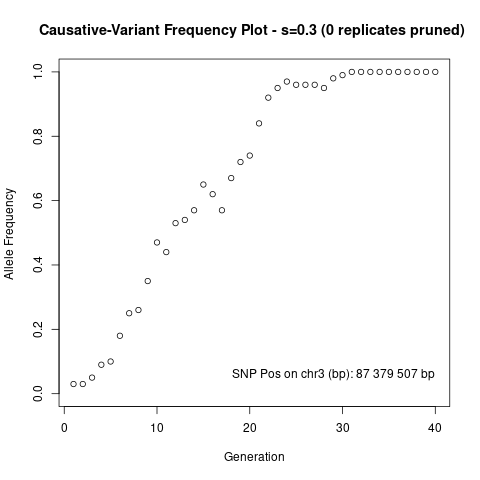 Causative-Variant Frequency Plot - s=0.3 (0 replicates pruned)
Allele Frequency
1.0
0.8
0.6
0.4
0.2
0.0
SNP Pos on chr3 (bp): 87 379 507 bp
0 10 20 30 40
Generation